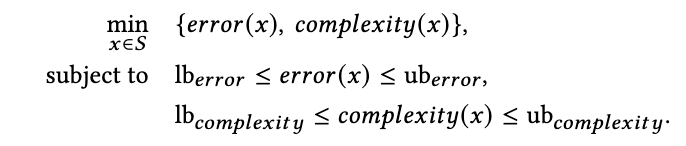 min {error(x), complexity(x)},
x∈S
subject to lb_error ≤ error(x) ≤ ub_error,
lb_complexity ≤ complexity(x) ≤ ub_complexity.